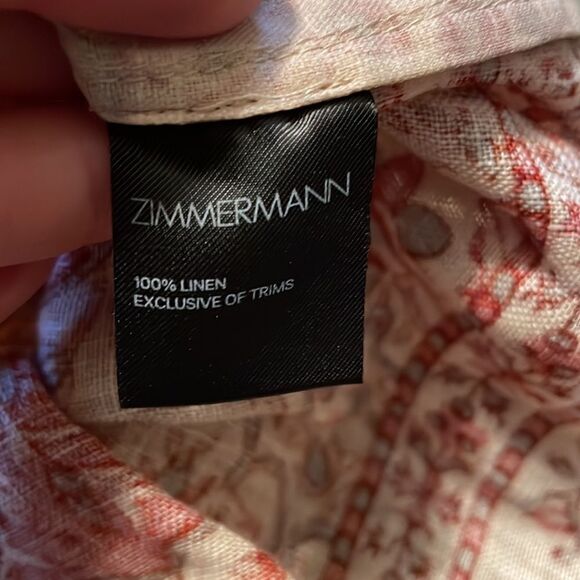 ZIMMERMANN
100% LINEN
EXCLUSIVE OF TRIMS